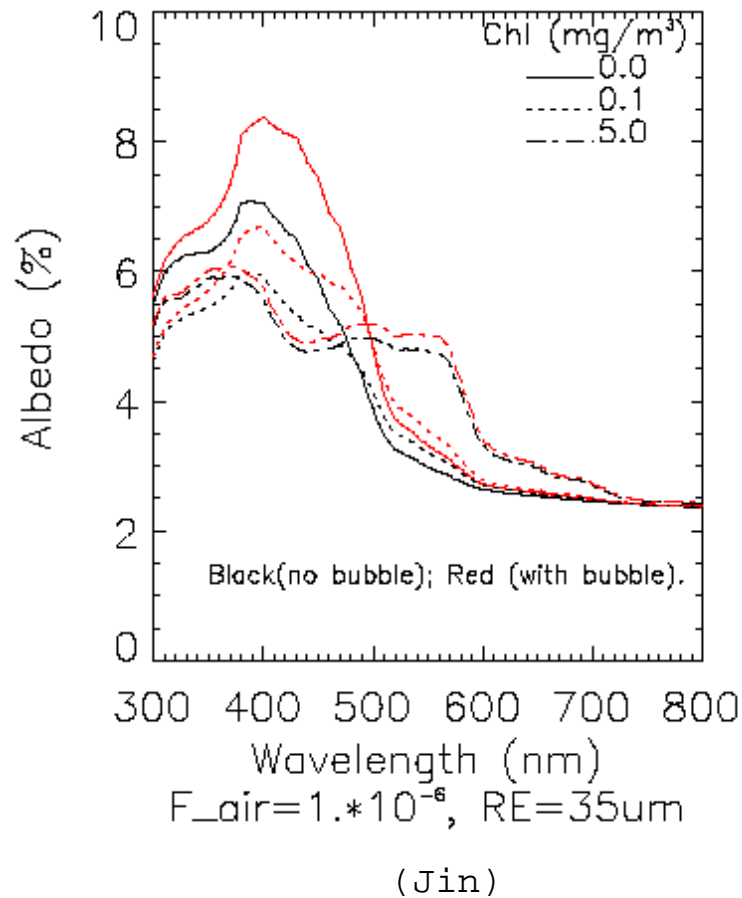 10
8
6
4
2
0
Albedo (%)
Chl (mg/m³)
0.0
0.1
5.0
Black(no bubble); Red (with bubble).
300 400 500 600 700 800
Wavelength (nm)
F_air=1.*10⁻⁶, RE=35um
(Jin)